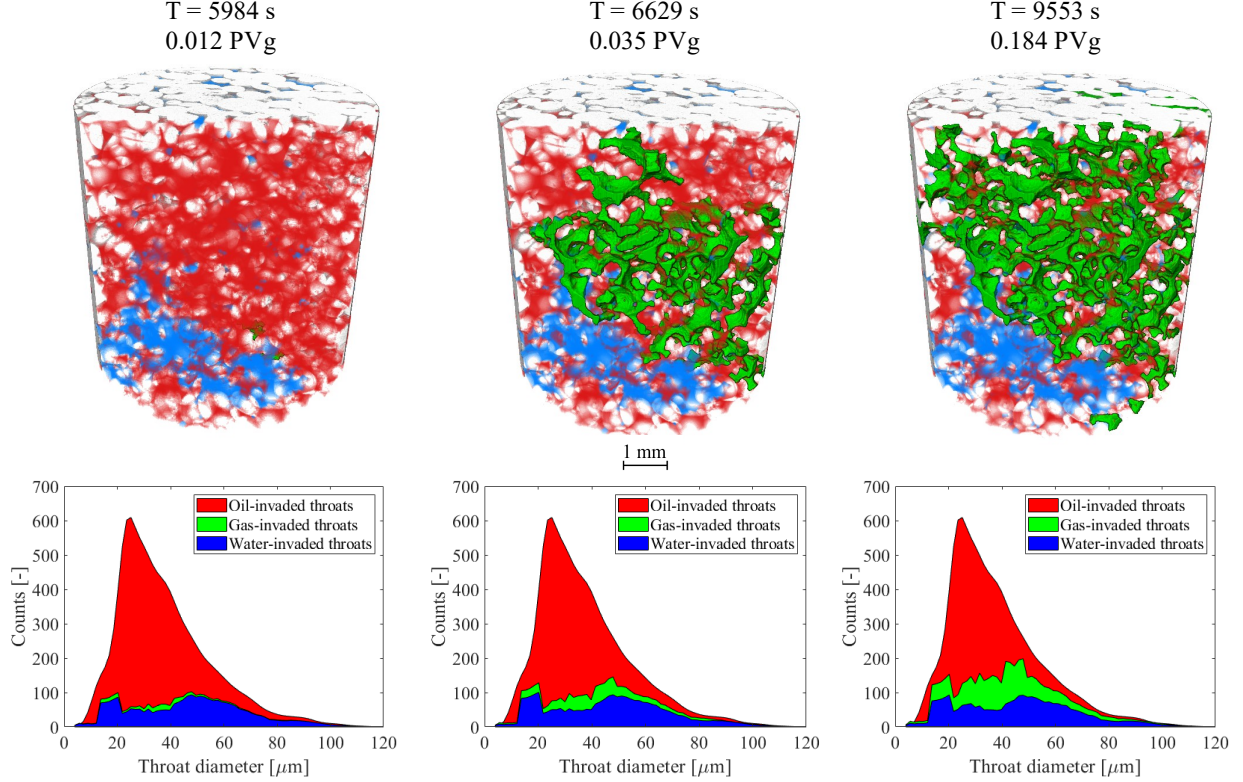 T = 5984 s
0.012 PVg
T = 6629 s
0.035 PVg
T = 9553 s
0.184 PVg
1 mm
700
600
500
400
300
200
100
0
Counts [-]
Oil-invaded throats
Gas-invaded throats
Water-invaded throats
0 20 40 60 80 100 120
Throat diameter [μm]
700
600
500
400
300
200
100
0
Counts [-]
Oil-invaded throats
Gas-invaded throats
Water-invaded throats
0 20 40 60 80 100 120
Throat diameter [μm]
700
600
500
400
300
200
100
0
Counts [-]
Oil-invaded throats
Gas-invaded throats
Water-invaded throats
0 20 40 60 80 100 120
Throat diameter [μm]